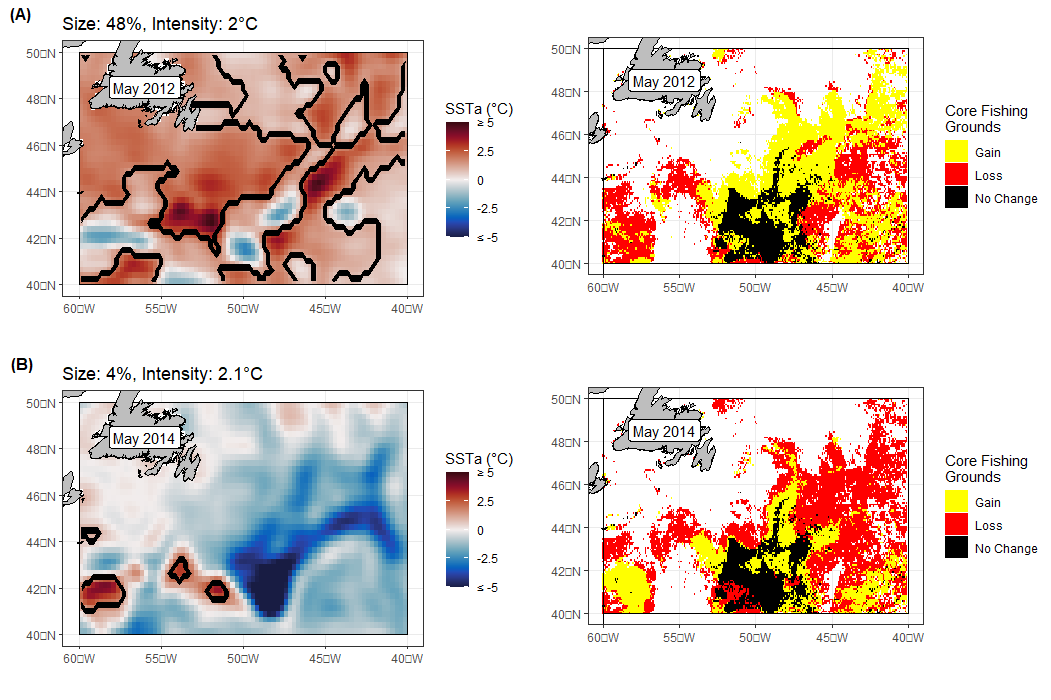 (A)
Size: 48%, Intensity: 2°C
50□N
48□N
46□N
44□N
42□N
40□N
60□W 55□W 50□W 45□W 40□W
May 2012
SSTa (°C)
≥ 5
2.5
0
-2.5
≤ -5
50□N
48□N
46□N
44□N
42□N
40□N
60□W 55□W 50□W 45□W 40□W
May 2012
Core Fishing
Grounds
Gain
Loss
No Change
(B)
Size: 4%, Intensity: 2.1°C
50□N
48□N
46□N
44□N
42□N
40□N
60□W 55□W 50□W 45□W 40□W
May 2014
SSTa (°C)
≥ 5
2.5
0
-2.5
≤ -5
50□N
48□N
46□N
44□N
42□N
40□N
60□W 55□W 50□W 45□W 40□W
May 2014
Core Fishing
Grounds
Gain
Loss
No Change